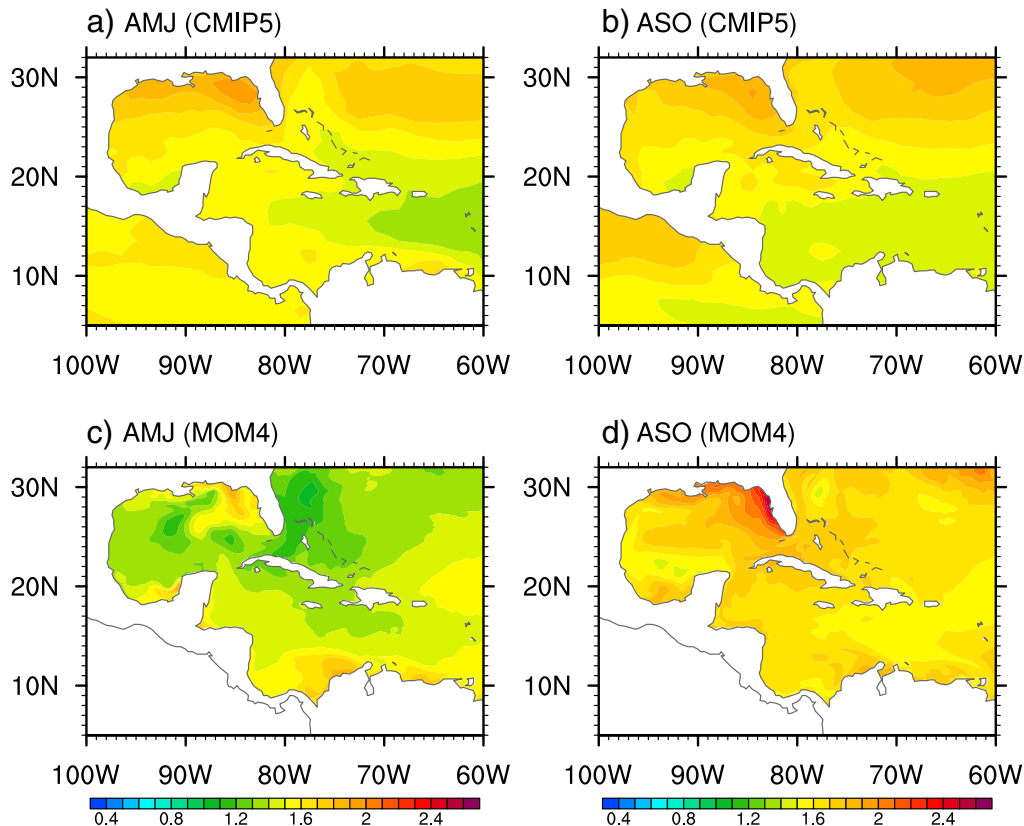 a) AMJ (CMIP5)
b) ASO (CMIP5)
30N
20N
10N
100W 90W 80W 70W 60W
30N
20N
10N
100W 90W 80W 70W 60W
c) AMJ (MOM4)
d) ASO (MOM4)
30N
20N
10N
100W 90W 80W 70W 60W
30N
20N
10N
100W 90W 80W 70W 60W
0.4 0.8 1.2 1.6 2 2.4
0.4 0.8 1.2 1.6 2 2.4